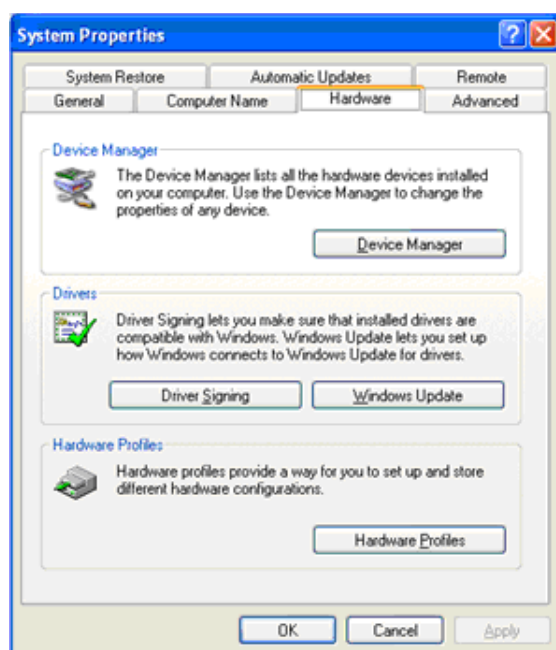 System Properties
System Restore
Automatic Updates
Remote
General
Computer Name
Hardware
Advanced
Device Manager
The Device Manager lists all the hardware devices installed
on your computer. Use the Device Manager to change the
properties of any device.
Device Manager
Drivers
Driver Signing lets you make sure that installed drivers are
compatible with Windows. Windows Update lets you set up
how Windows connects to Windows Update for drivers.
Driver Signing
Windows Update
Hardware Profiles
Hardware profiles provide a way for you to set up and store
different hardware configurations.
Hardware Profiles
OK
Cancel
Apply